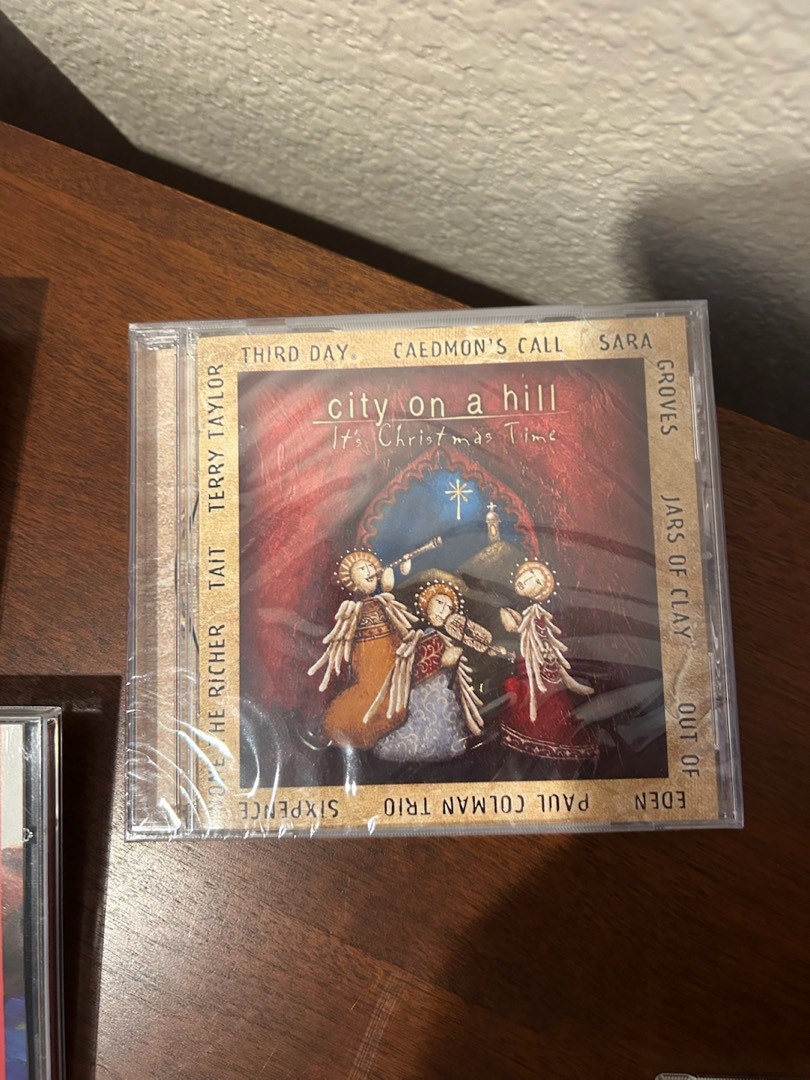 THIRD DAY
CAEDMON'S CALL
SARA
GROVES
JARS OF CLAY
OUT OF
EDEN
PAUL COLMAN TRIO
SIXPENCE
NONE THE RICHER
TAIT
TERRY TAYLOR
city on a hill
It's Christmas Time